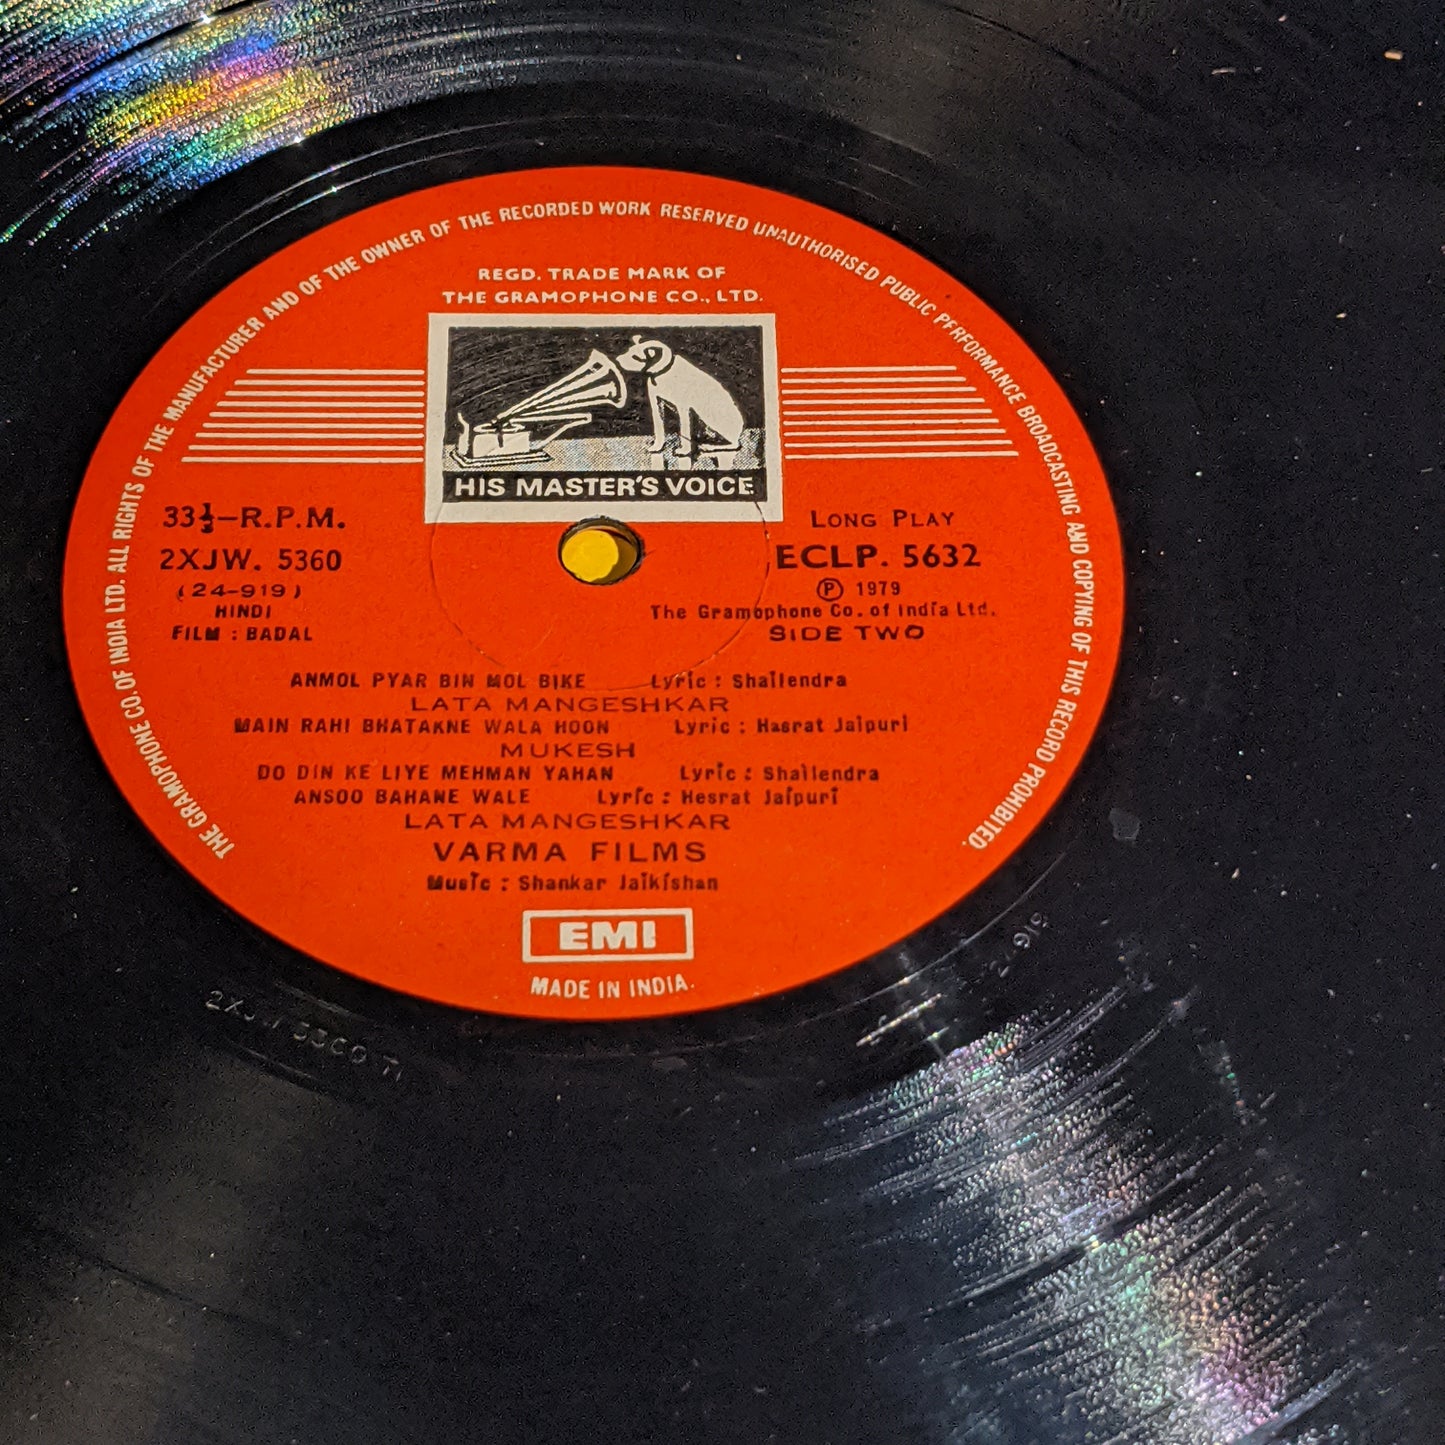 THE GRAMOPHONE CO. OF INDIA LTD. ALL RIGHTS OF THE MANUFACTURER AND OF THE OWNER OF THE RECORDED WORK RESERVED UNAUTHORISED PUBLIC PERFORMANCE BROADCASTING AND COPYING OF THIS RECORD PROHIBITED.
REGD. TRADE MARK OF
THE GRAMOPHONE CO., LTD.
HIS MASTER'S VOICE
33⅓–R.P.M.
2XJW. 5360
(24-919)
HINDI
FILM : BADAL
LONG PLAY
ECLP. 5632
Ⓟ 1979
The Gramophone Co. of India Ltd.
SIDE TWO
ANMOL PYAR BIN MOL BIKE Lyric : Shailendra
LATA MANGESHKAR
MAIN RAHI BHATAKNE WALA HOON Lyric : Hasrat Jaipuri
MUKESH
DO DIN KE LIYE MEHMAN YAHAN Lyric : Shailendra
ANSOO BAHANE WALE Lyric : Hesrat Jaipuri
LATA MANGESHKAR
VARMA FILMS
Music : Shankar Jaikishan
EMI
MADE IN INDIA.